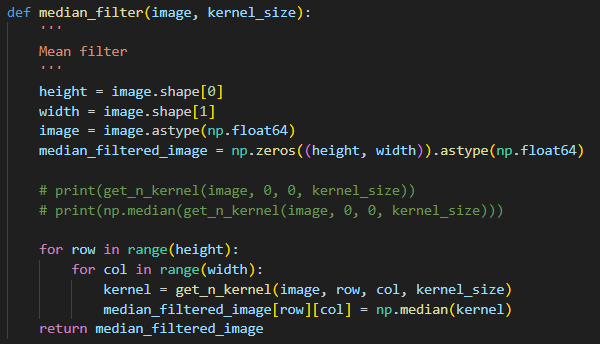 def median_filter(image, kernel_size):
    '''
    Mean filter
    '''
    height = image.shape[0]
    width = image.shape[1]
    image = image.astype(np.float64)
    median_filtered_image = np.zeros((height, width)).astype(np.float64)

    # print(get_n_kernel(image, 0, 0, kernel_size))
    # print(np.median(get_n_kernel(image, 0, 0, kernel_size)))

    for row in range(height):
        for col in range(width):
            kernel = get_n_kernel(image, row, col, kernel_size)
            median_filtered_image[row][col] = np.median(kernel)
    return median_filtered_image